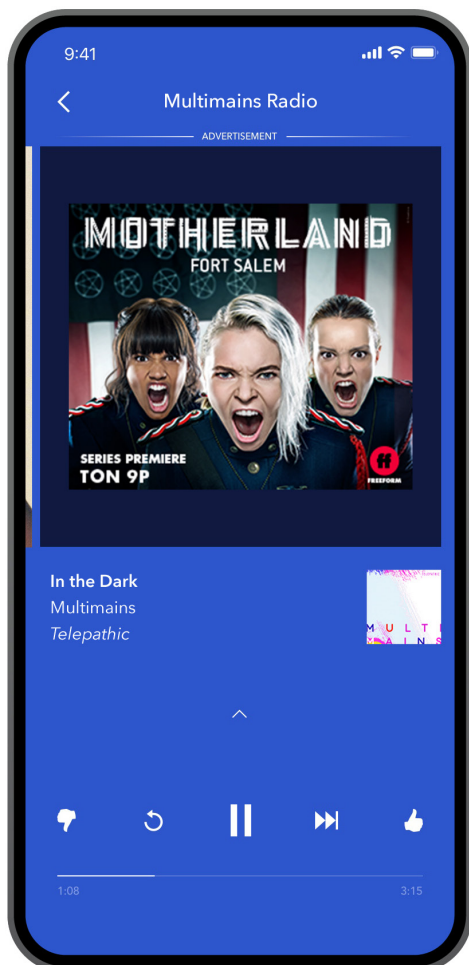 9:41
Multimains Radio
ADVERTISEMENT
MOTHERLAND
FORT SALEM
SERIES PREMIERE
TON 9P
ff
FREEFORM
In the Dark
Multimains
Telepathic
M U L T I
M A I N S
1:08
3:15